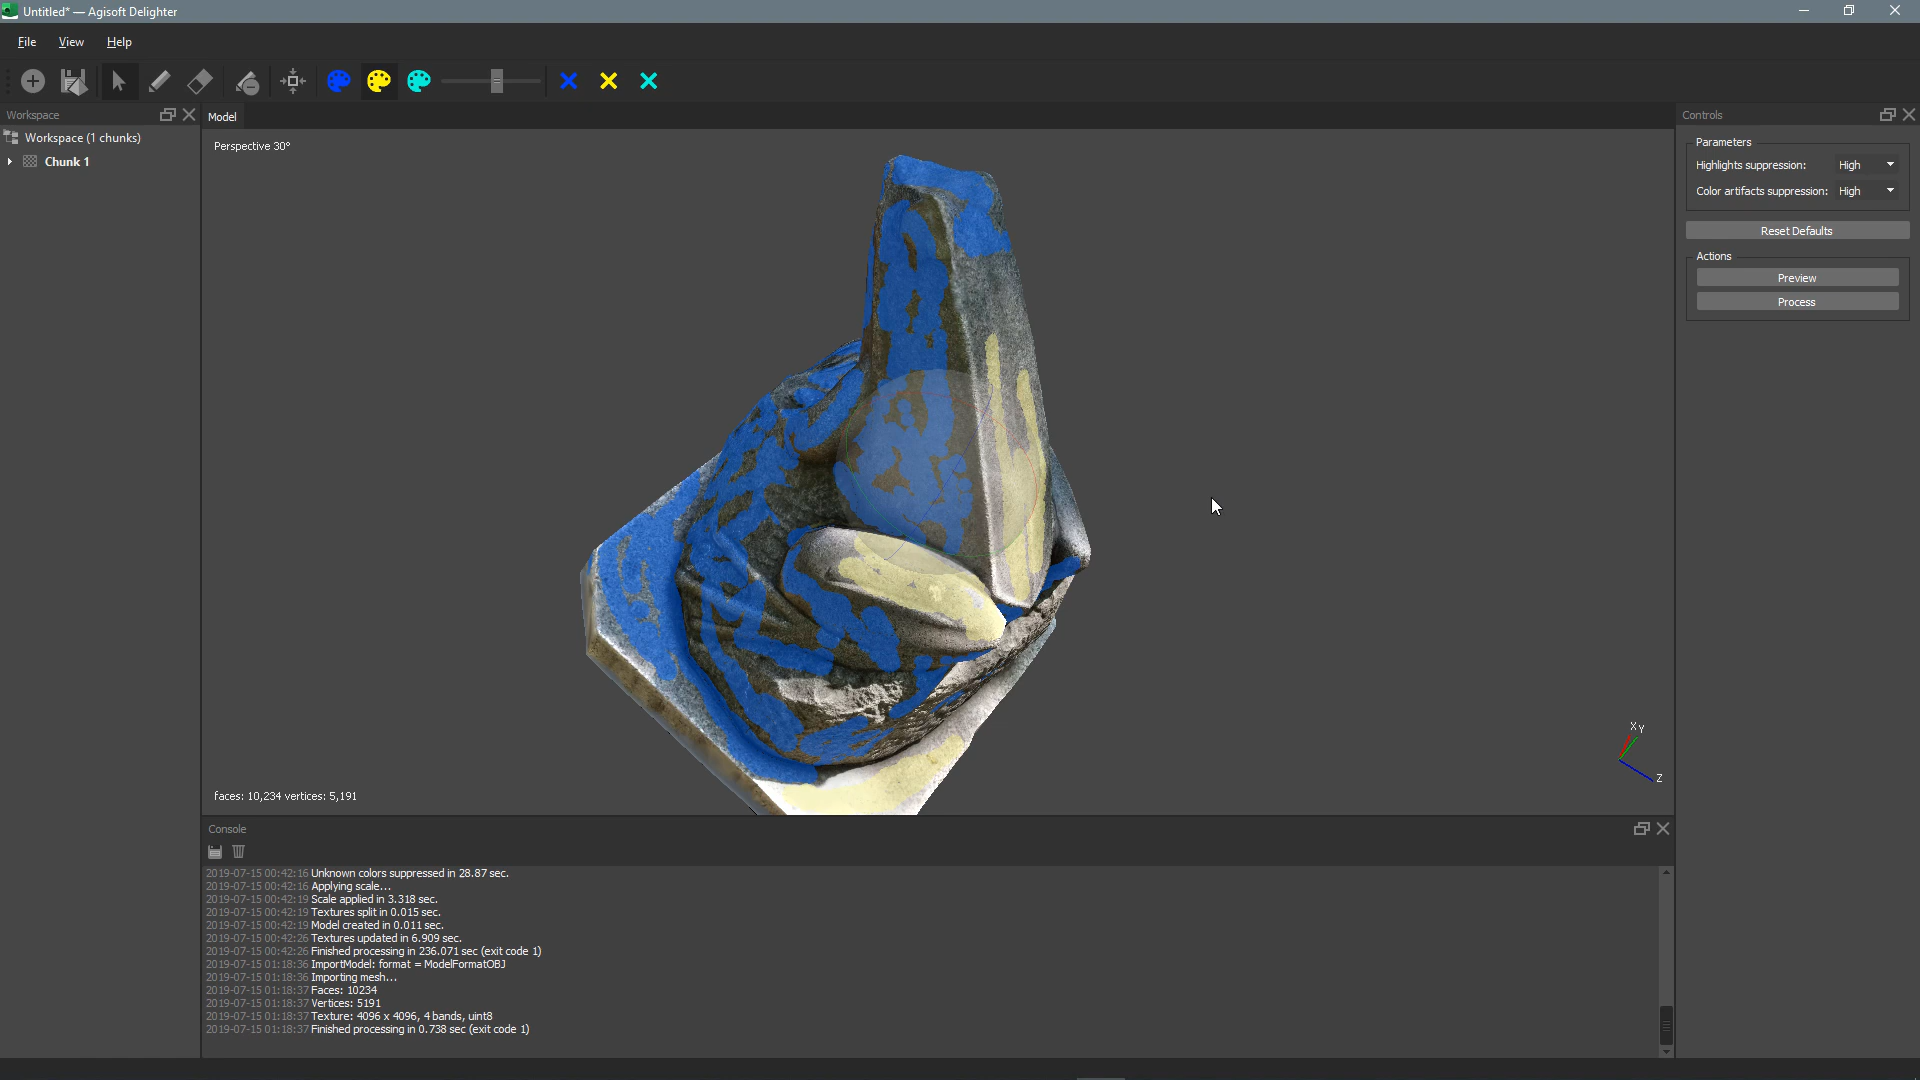 Untitled* — Agisoft Delighter
File View Help
Workspace
Workspace (1 chunks)
Chunk 1
Model
Perspective 30°
X Y
Z
faces: 10,234 vertices: 5,191
Controls
Parameters
Highlights suppression: High
Color artifacts suppression: High
Reset Defaults
Actions
Preview
Process
Console
2019-07-15 00:42:16 Unknown colors suppressed in 28.87 sec.
2019-07-15 00:42:16 Applying scale...
2019-07-15 00:42:19 Scale applied in 3.318 sec.
2019-07-15 00:42:19 Textures split in 0.015 sec.
2019-07-15 00:42:19 Model created in 0.011 sec.
2019-07-15 00:42:26 Textures updated in 6.909 sec.
2019-07-15 00:42:26 Finished processing in 236.071 sec (exit code 1)
2019-07-15 01:18:36 ImportModel: format = ModelFormatOBJ
2019-07-15 01:18:36 Importing mesh...
2019-07-15 01:18:37 Faces: 10234
2019-07-15 01:18:37 Vertices: 5191
2019-07-15 01:18:37 Texture: 4096 x 4096, 4 bands, uint8
2019-07-15 01:18:37 Finished processing in 0.738 sec (exit code 1)